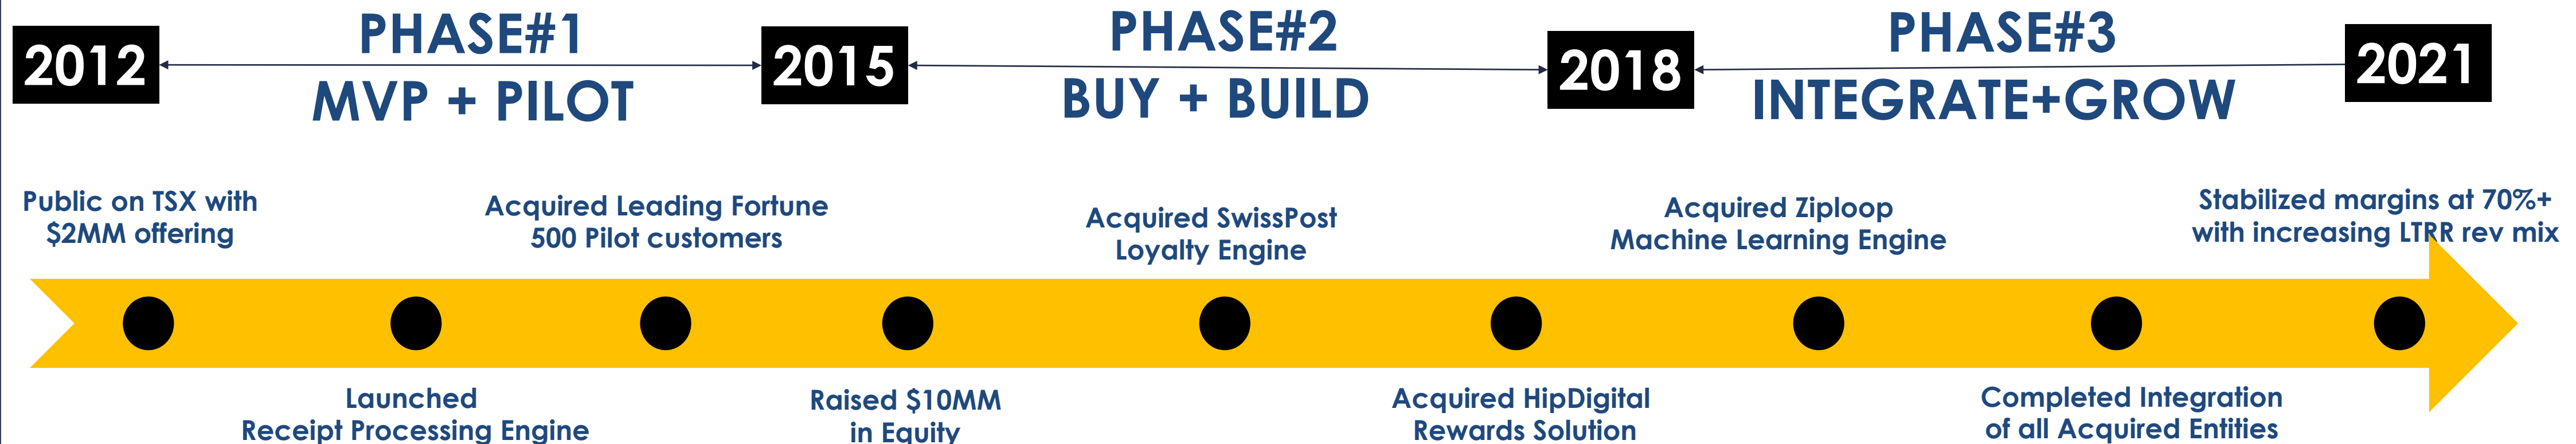 2012
PHASE#1
MVP + PILOT
2015
PHASE#2
BUY + BUILD
2018
PHASE#3
INTEGRATE+GROW
2021
Public on TSX with
$2MM offering
Acquired Leading Fortune
500 Pilot customers
Acquired SwissPost
Loyalty Engine
Acquired Ziploop
Machine Learning Engine
Stabilized margins at 70%+
with increasing LTRR rev mix
Launched
Receipt Processing Engine
Raised $10MM
in Equity
Acquired HipDigital
Rewards Solution
Completed Integration
of all Acquired Entities